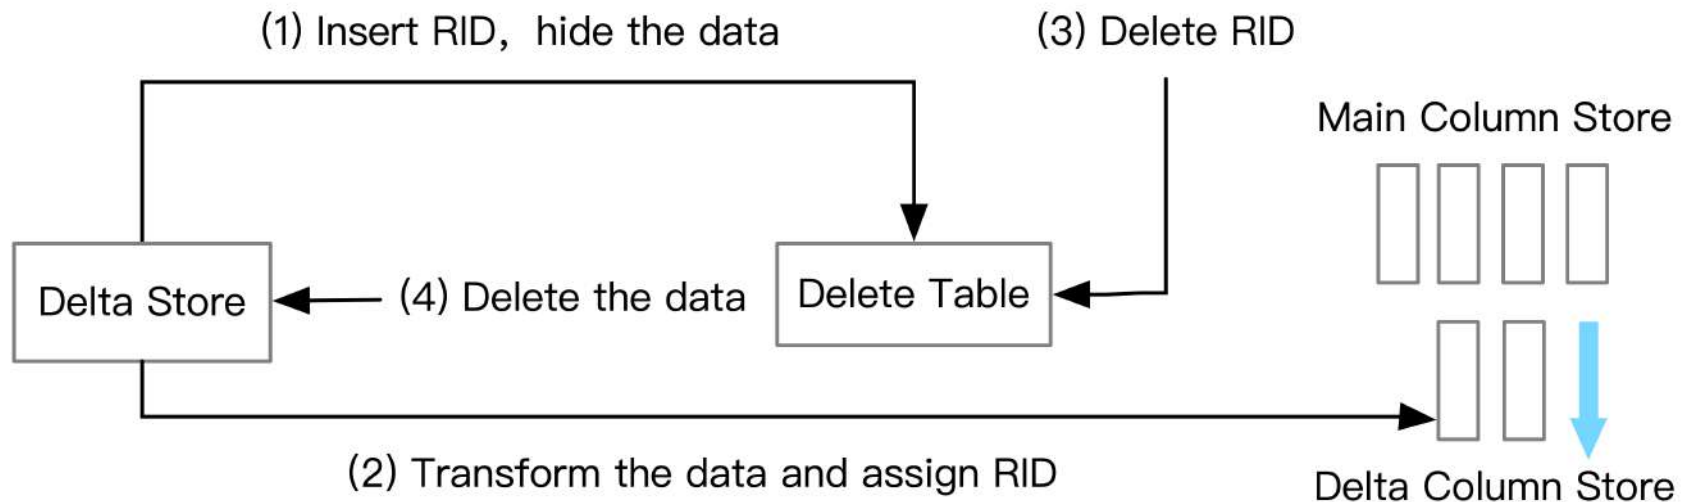 (1) Insert RID，hide the data
(3) Delete RID
Main Column Store
Delta Store
(4) Delete the data
Delete Table
(2) Transform the data and assign RID
Delta Column Store